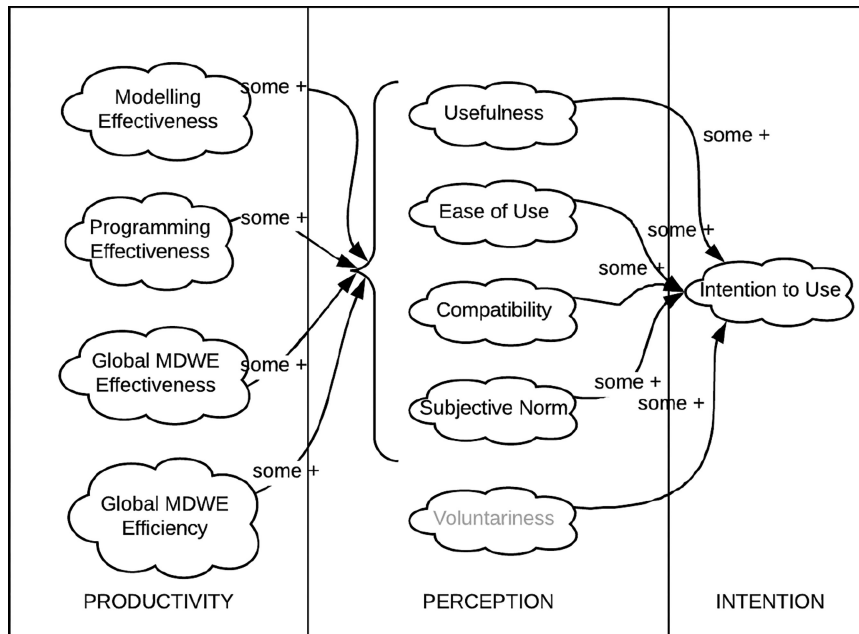 Modelling
Effectiveness
some +
Programming
Effectiveness
some +
Global MDWE
Effectiveness
some +
Global MDWE
Efficiency
some +
PRODUCTIVITY
Usefulness
some +
Ease of Use
some +
Compatibility
some +
Subjective Norm
some +
Voluntariness
some +
PERCEPTION
Intention to Use
INTENTION